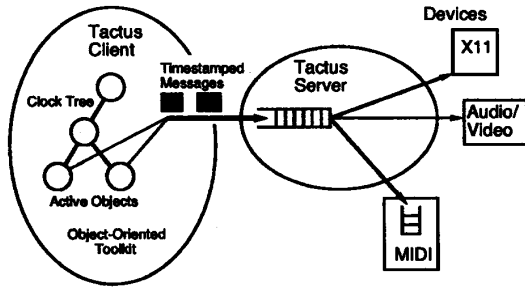 Tactus
Client
Clock Tree
Active Objects
Object-Oriented
Toolkit
Timestamped
Messages
Tactus
Server
Devices
X11
Audio/
Video
MIDI